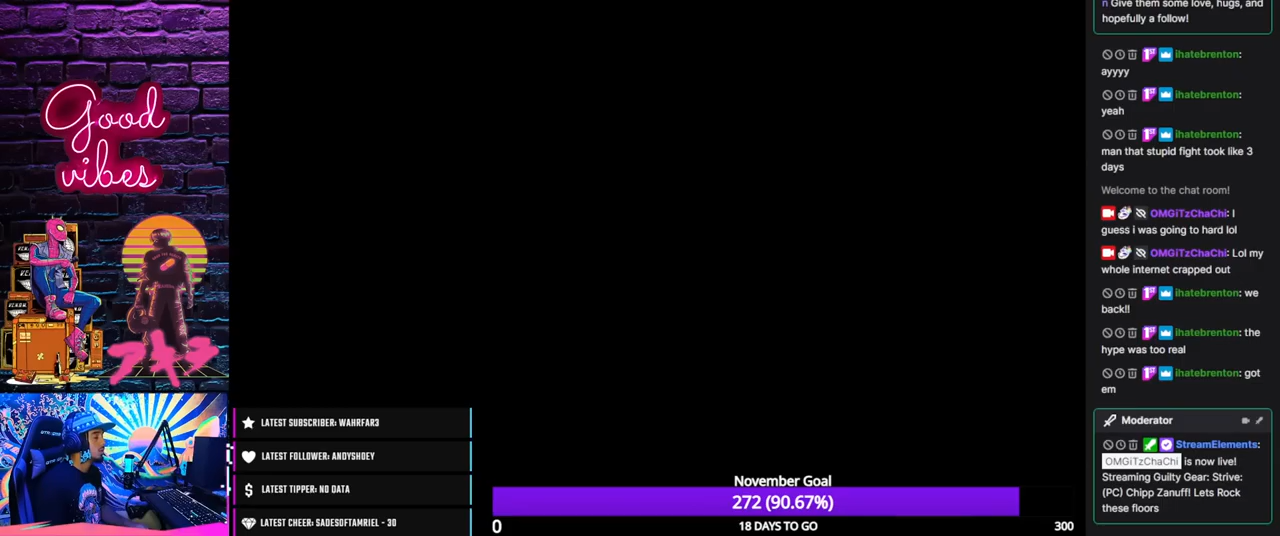 Good
vibes
LATEST SUBSCRIBER: WAHRFAR3
LATEST FOLLOWER: ANDYSHOEY
LATEST TIPPER: NO DATA
LATEST CHEER: SADESOFTAMRIEL - 30
November Goal
272 (90.67%)
0
18 DAYS TO GO
300
n Give them some love, hugs, and
hopefully a follow!
ihatebrenton:
ayyyy
ihatebrenton:
yeah
ihatebrenton:
man that stupid fight took like 3
days
Welcome to the chat room!
OMGiTzChaChi: I
guess i was going to hard lol
OMGiTzChaChi: Lol my
whole internet crapped out
ihatebrenton: we
back!!
ihatebrenton: the
hype was too real
ihatebrenton: got
em
Moderator
StreamElements:
OMGiTzChaChi is now live!
Streaming Guilty Gear: Strive:
(PC) Chipp Zanuff! Lets Rock
these floors